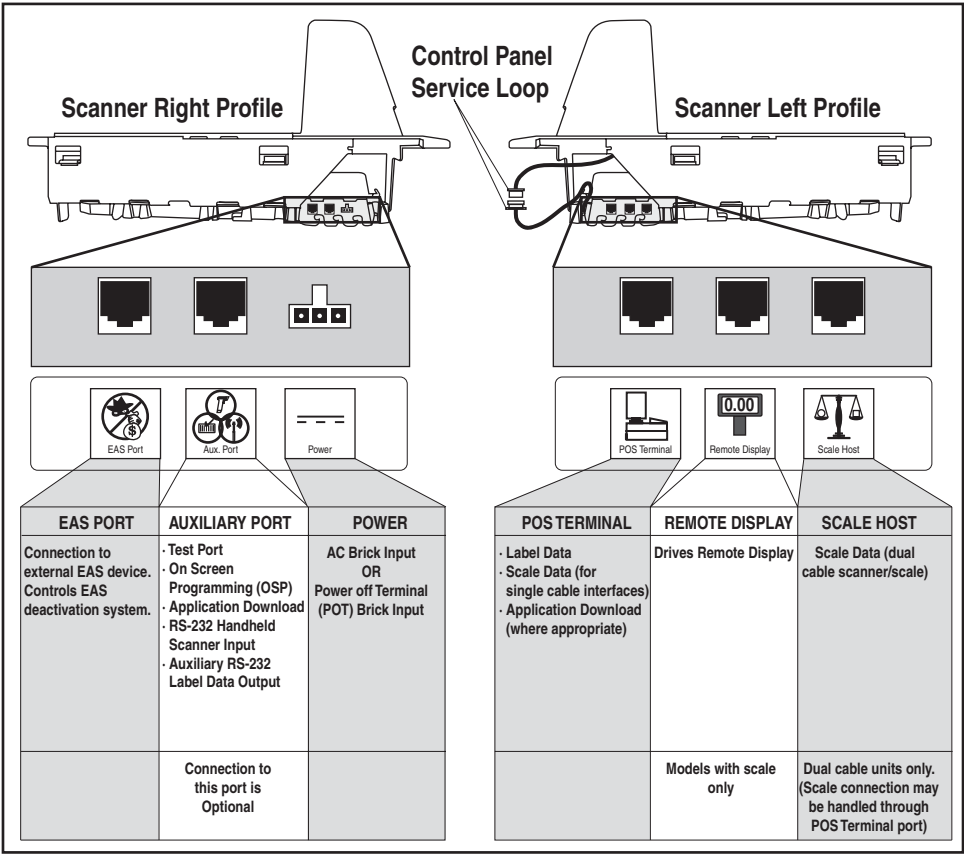 Control Panel
Service Loop
Scanner Right Profile
Scanner Left Profile
EAS Port
Aux. Port
Power
0.00
POS Terminal
Remote Display
Scale Host
$
EAS PORT
Connection to
external EAS device.
Controls EAS
deactivation system.
AUXILIARY PORT
· Test Port
· On Screen
Programming (OSP)
· Application Download
· RS-232 Handheld
Scanner Input
· Auxiliary RS-232
Label Data Output
Connection to
this port is
Optional
POWER
AC Brick Input
OR
Power off Terminal
(POT) Brick Input
POS TERMINAL
· Label Data
· Scale Data (for
single cable interfaces)
· Application Download
(where appropriate)
REMOTE DISPLAY
Drives Remote Display
Models with scale
only
SCALE HOST
Scale Data (dual
cable scanner/scale)
Dual cable units only.
(Scale connection may
be handled through
POS Terminal port)